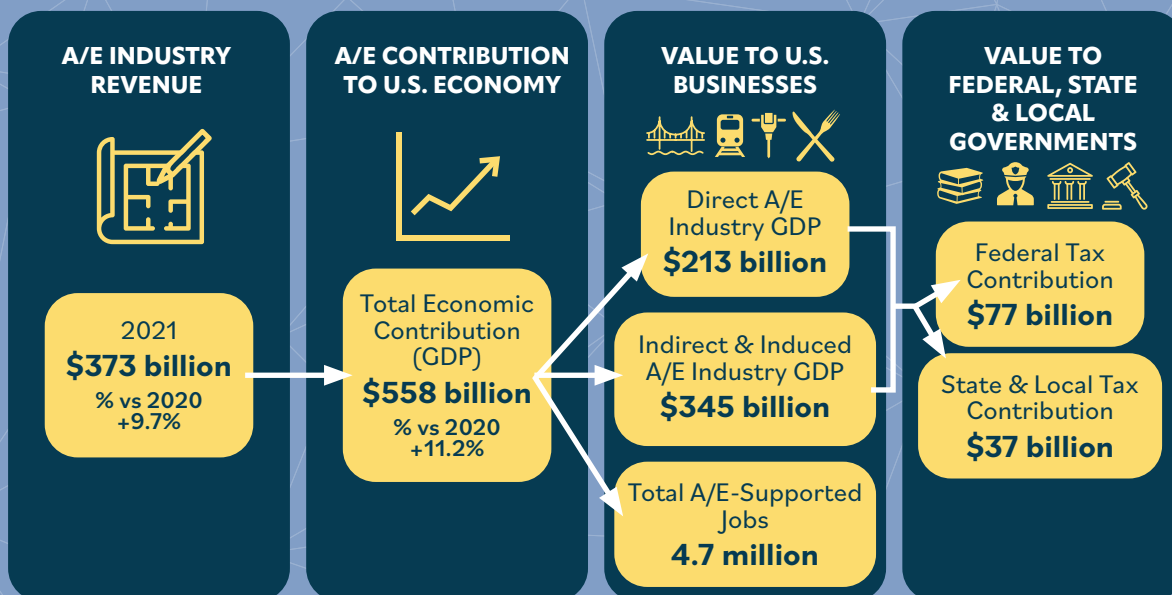 A/E INDUSTRY
REVENUE
2021
$373 billion
% vs 2020
+9.7%
A/E CONTRIBUTION
TO U.S. ECONOMY
Total Economic
Contribution
(GDP)
$558 billion
% vs 2020
+11.2%
VALUE TO U.S.
BUSINESSES
Direct A/E
Industry GDP
$213 billion
Indirect & Induced
A/E Industry GDP
$345 billion
Total A/E-Supported
Jobs
4.7 million
VALUE TO
FEDERAL, STATE
& LOCAL
GOVERNMENTS
Federal Tax
Contribution
$77 billion
State & Local Tax
Contribution
$37 billion